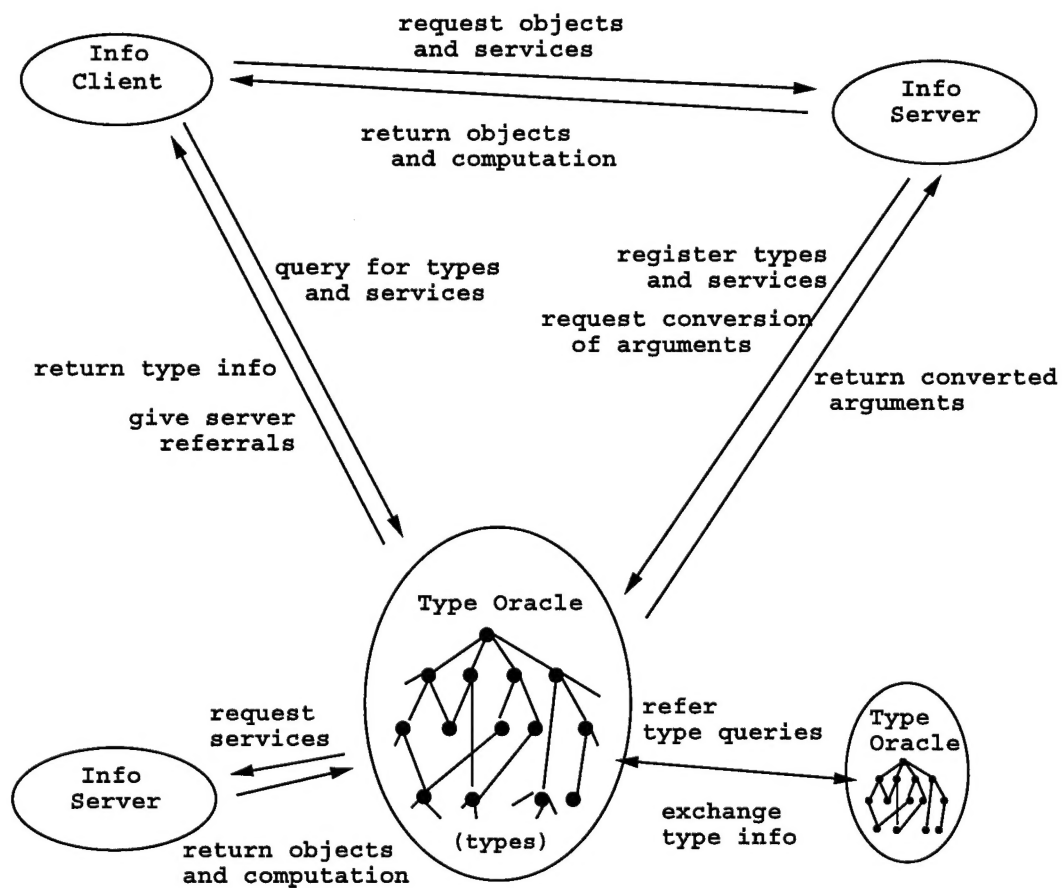 request objects
and services
Info
Client
Info
Server
return objects
and computation
query for types
and services
register types
and services
request conversion
of arguments
return type info
give server
referrals
return converted
arguments
Type Oracle
request
services
refer
type queries
Type
Oracle
Info
Server
exchange
type info
(types)
return objects
and computation